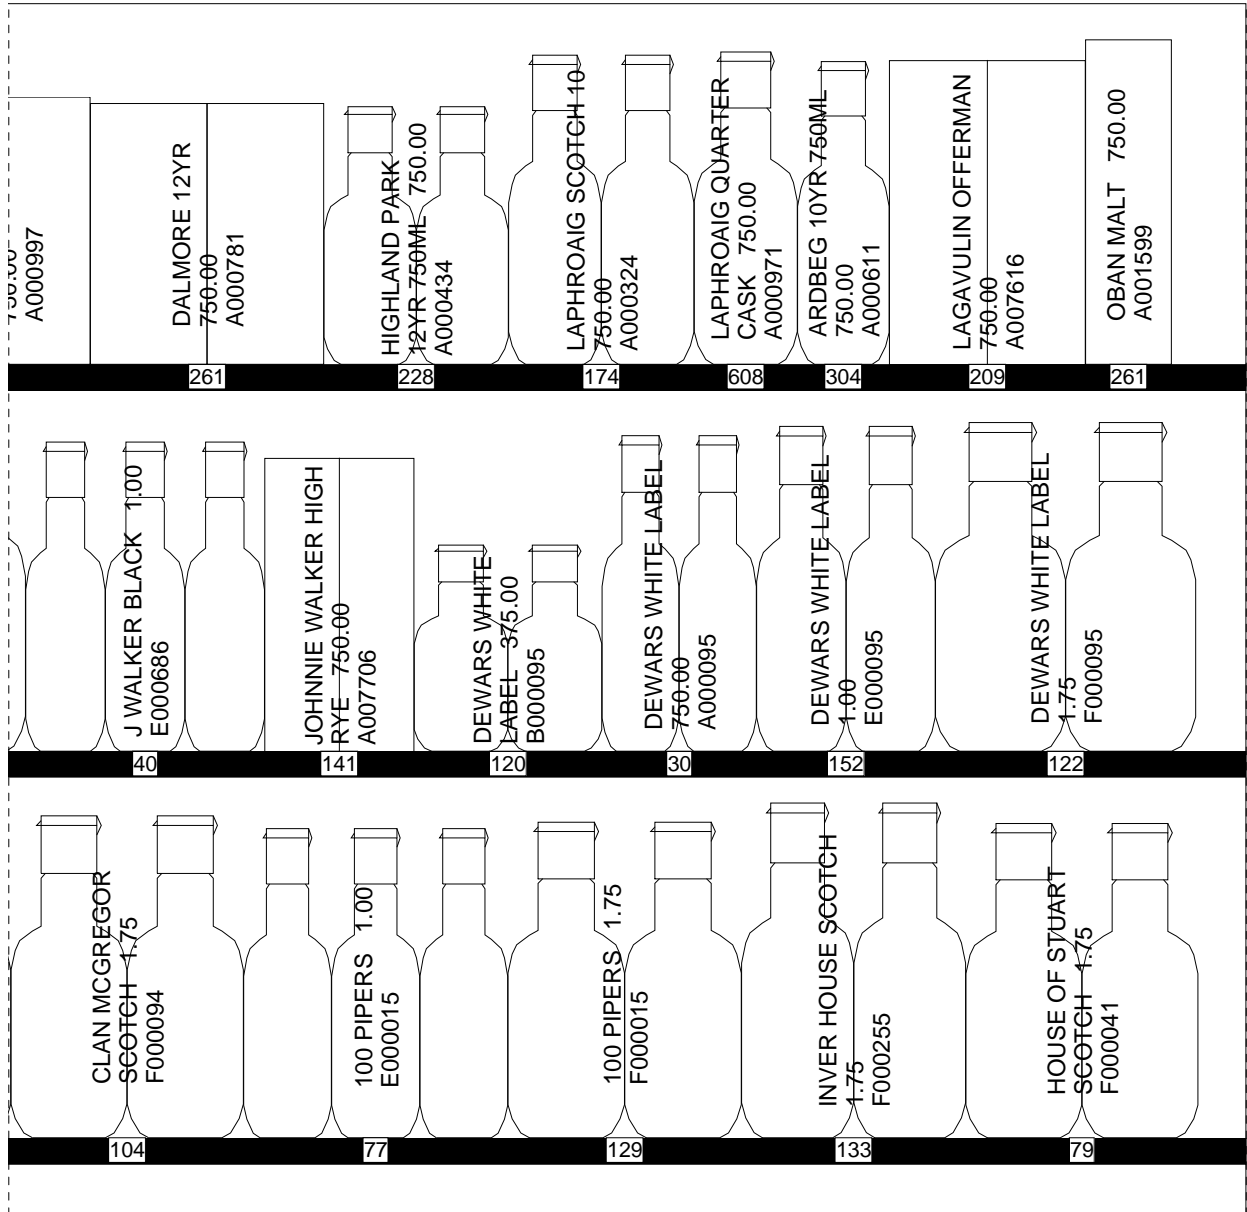 750.00
A000997
DALMORE 12YR
750.00
A000781
HIGHLAND PARK
12YR 750ML   750.00
A000434
LAPHROAIG SCOTCH 10
750.00
A000324
LAPHROAIG QUARTER
CASK   750.00
A000971
ARDBEG 10YR 750ML
750.00
A000611
LAGAVULIN OFFERMAN
750.00
A007616
OBAN MALT   750.00
A001599
261
228
174
608
304
209
261
J WALKER BLACK   1.00
E000686
JOHNNIE WALKER HIGH
RYE   750.00
A007706
DEWARS WHITE
LABEL   375.00
B000095
DEWARS WHITE LABEL
750.00
A000095
DEWARS WHITE LABEL
1.00
E000095
DEWARS WHITE LABEL
1.75
F000095
40
141
120
30
152
122
CLAN MCGREGOR
SCOTCH   1.75
F000094
100 PIPERS   1.00
E000015
100 PIPERS   1.75
F000015
INVER HOUSE SCOTCH
1.75
F000255
HOUSE OF STUART
SCOTCH   1.75
F000041
104
77
129
133
79